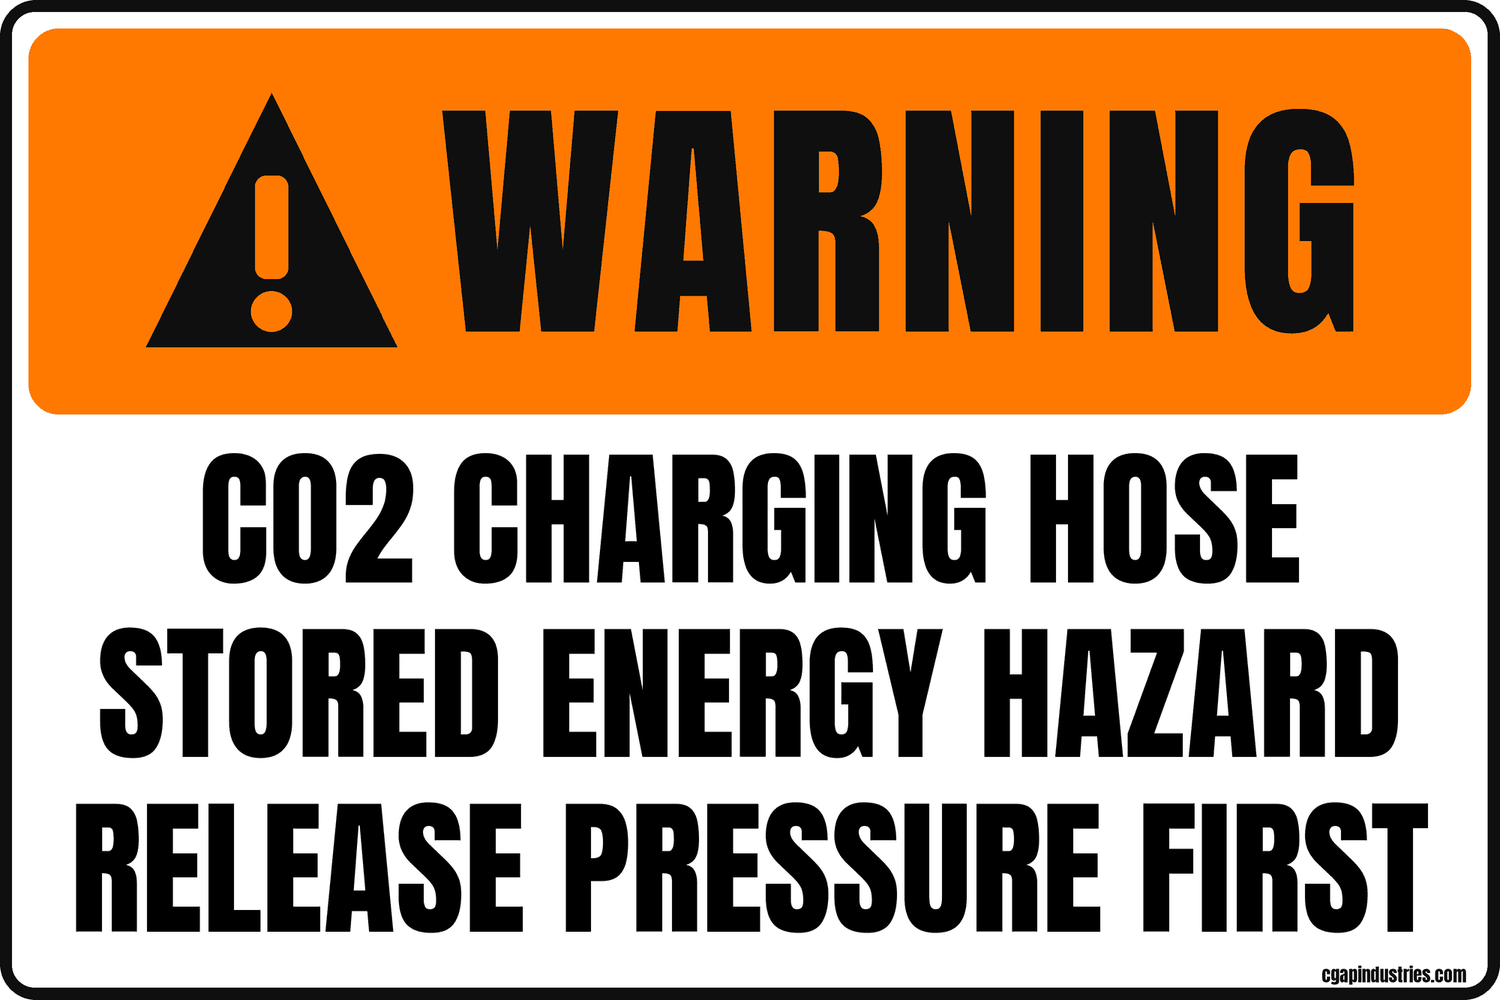 WARNING
CO2 CHARGING HOSE
STORED ENERGY HAZARD
RELEASE PRESSURE FIRST
cgapindustries.com